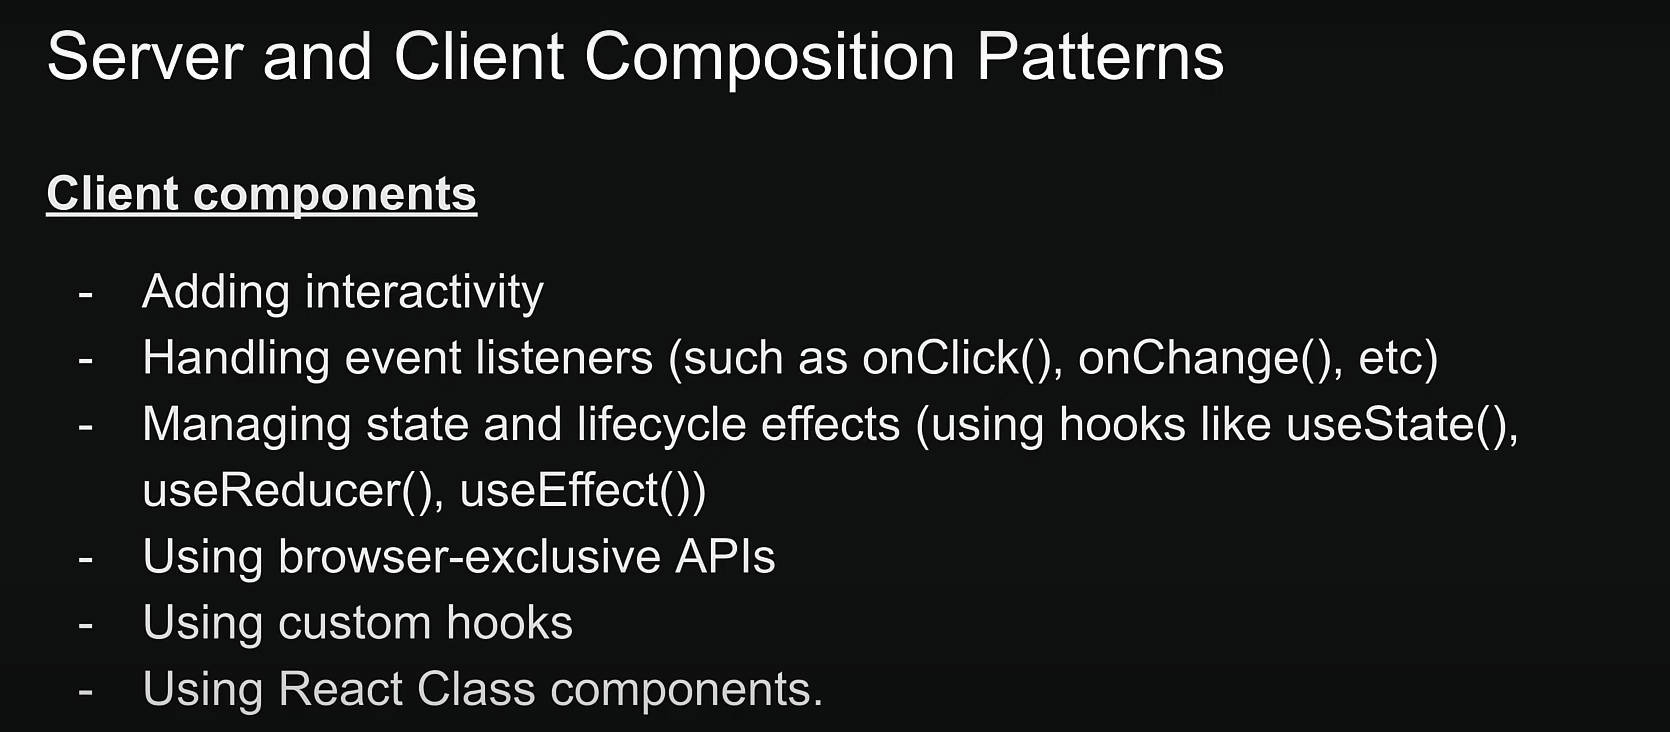 Server and Client Composition Patterns
Client components
- Adding interactivity
- Handling event listeners (such as onClick(), onChange(), etc)
- Managing state and lifecycle effects (using hooks like useState(),
useReducer(), useEffect())
- Using browser-exclusive APIs
- Using custom hooks
- Using React Class components.